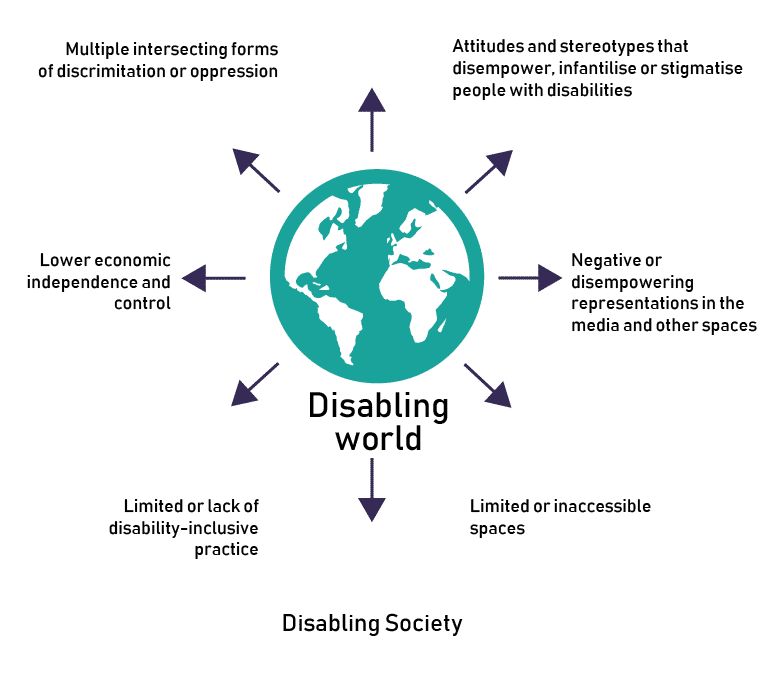 Multiple intersecting forms
of discrimitation or oppression
Attitudes and stereotypes that
disempower, infantilise or stigmatise
people with disabilities
Lower economic
independence and
control
Negative or
disempowering
representations in the
media and other spaces
Disabling
world
Limited or lack of
disability-inclusive
practice
Limited or inaccessible
spaces
Disabling Society